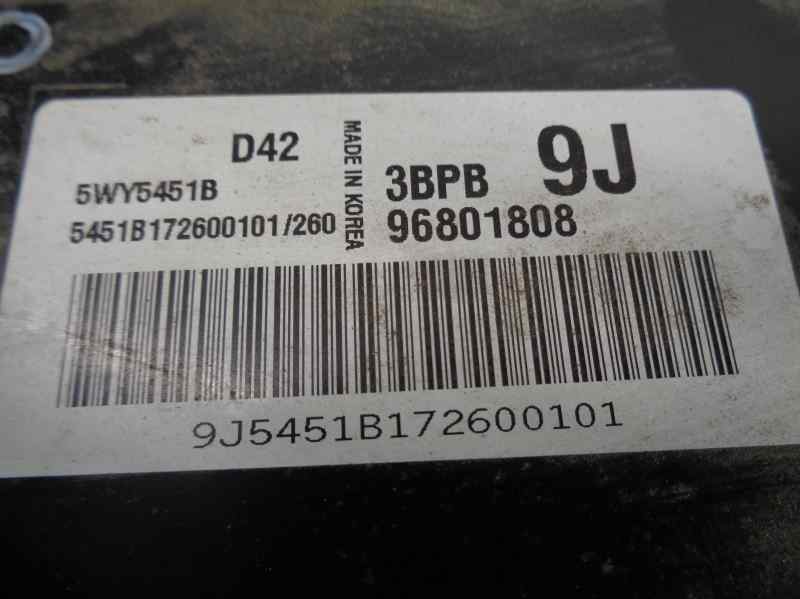 D42
5WY5451B
5451B172600101/260
MADE IN KOREA
3BPB 9J
96801808
9J5451B172600101